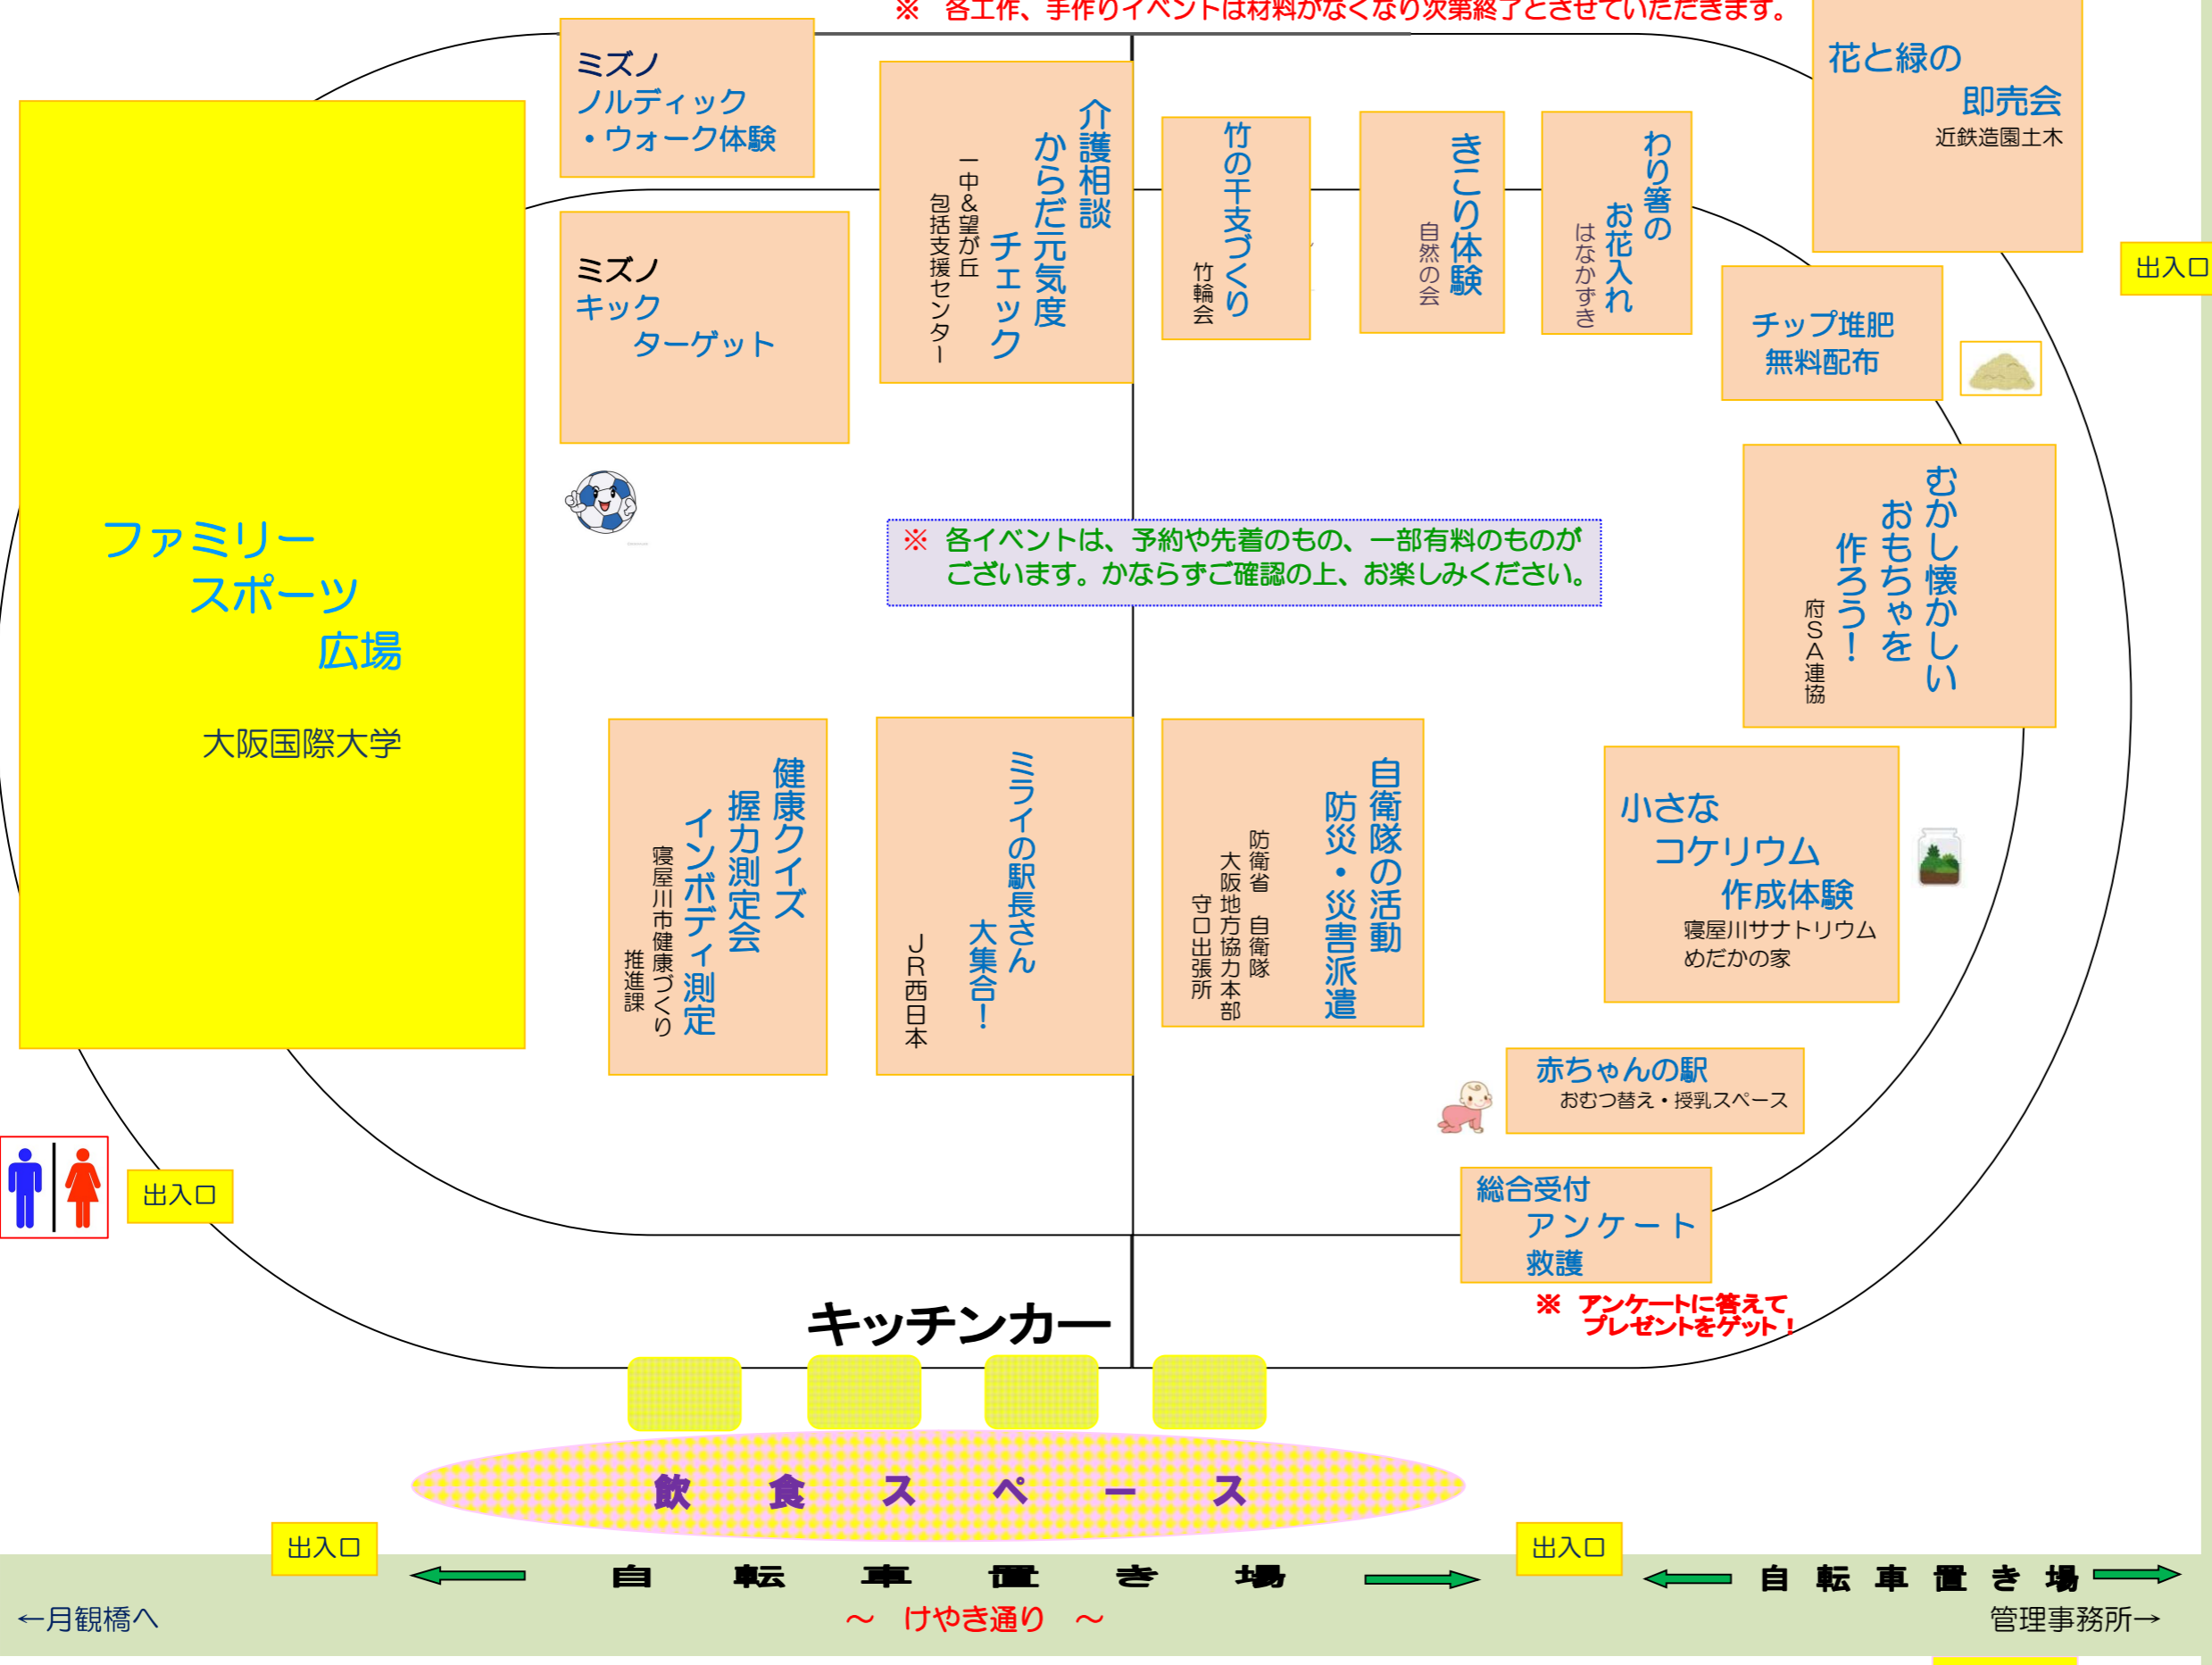 ※ 各工作、手作りイベントは材料がなくなり次第終了とさせていただきます。
ミズノ
ノルディック
・ウォーク体験
介護相談
からだ元気度
チェック
一中＆望が丘
包括支援センター
竹の干支づくり
竹輪会
きこり体験
自然の会
わり箸の
お花入れ
はなかずき
花と緑の
即売会
近鉄造園土木
出入口
ミズノ
キック
ターゲット
チップ堆肥
無料配布
ファミリー
スポーツ
広場
大阪国際大学
※ 各イベントは、予約や先着のもの、一部有料のものが
ございます。かならずご確認の上、お楽しみください。
むかし懐かしい
おもちゃを
作ろう！
府ＳＡ連協
健康クイズ
握力測定会
インボディ測定
寝屋川市健康づくり
推進課
ミライの駅長さん
大集合！
ＪＲ西日本
自衛隊の活動
防災・災害派遣
防衛省 自衛隊
大阪地方協力本部
守口出張所
小さな
コケリウム
作成体験
寝屋川サナトリウム
めだかの家
赤ちゃんの駅
おむつ替え・授乳スペース
出入口
総合受付
アンケート
救護
※ アンケートに答えて
プレゼントをゲット！
キッチンカー
飲食スペース
出入口
出入口
自転車置き場
自転車置き場
←月観橋へ
～ けやき通り ～
管理事務所→